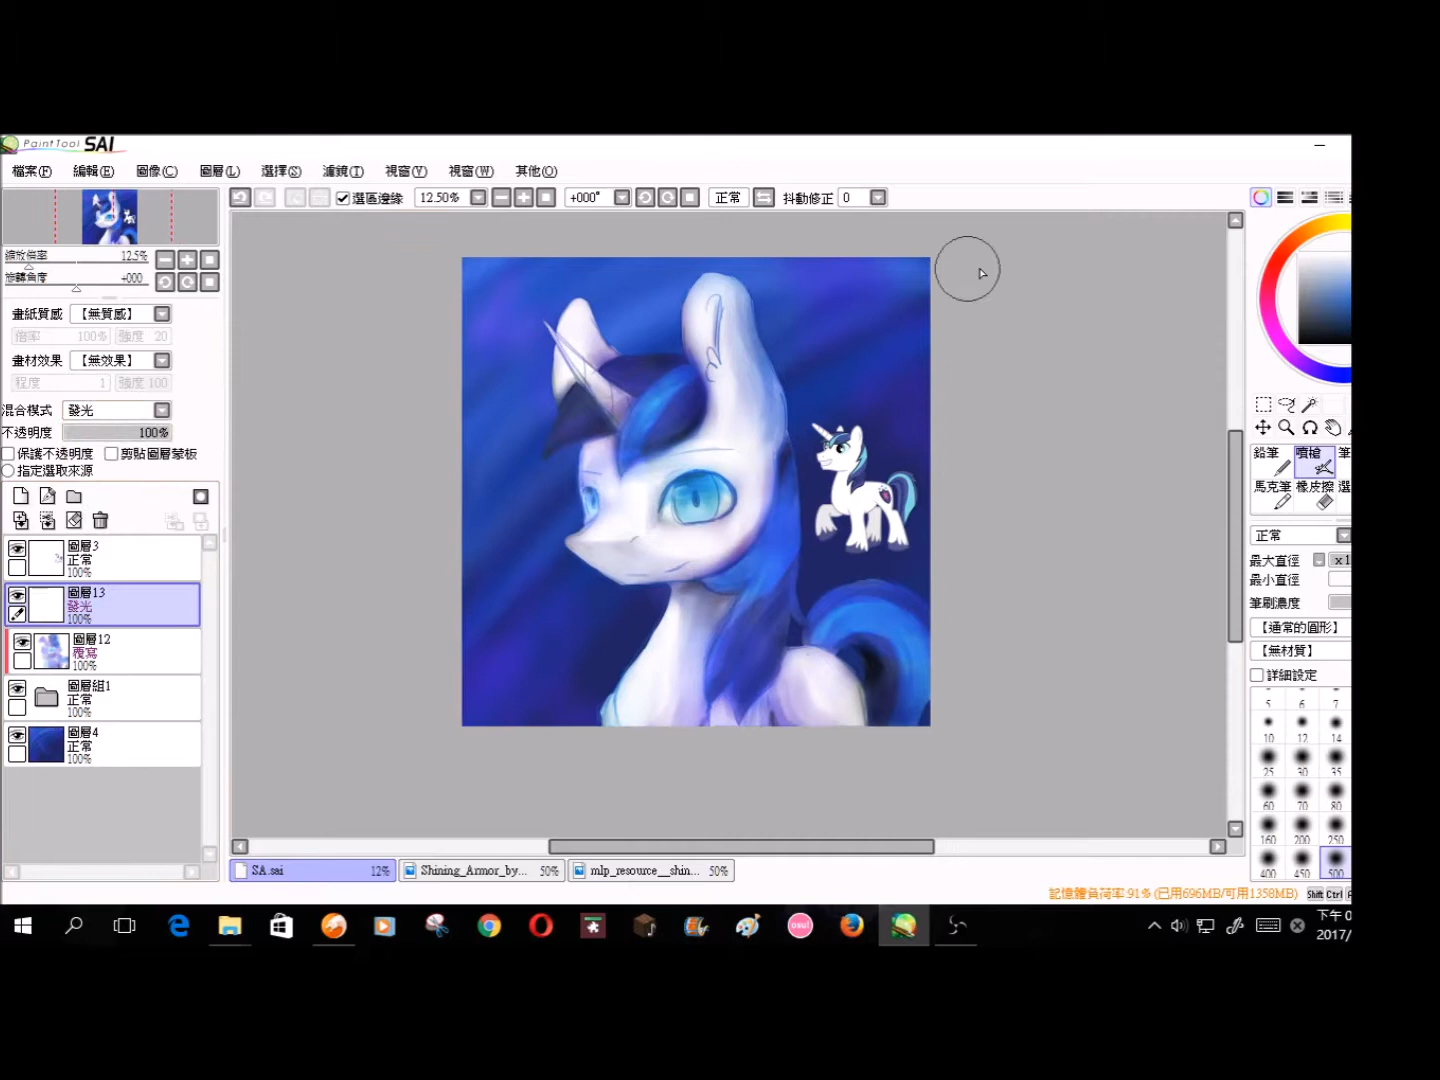 PaintTool SAI
檔案(F) 編輯(E) 圖像(C) 圖層(L) 選擇(S) 濾鏡(T) 視窗(V) 視窗(W) 其他(O)
選區邊緣 12.50% +000° 正常 抖動修正 0
縮放倍率 12.5%
旋轉角度 +000
畫紙質感 【無質感】
倍率 100% 強度 20
畫材效果 【無效果】
程度 1 強度 100
混合模式 發光
不透明度 100%
保護不透明度 剪貼圖層蒙板
指定選取來源
圖層3
正常
100%
圖層13
發光
100%
圖層12
覆寫
100%
圖層組1
正常
100%
圖層4
正常
100%
鉛筆 噴槍 筆
馬克筆 橡皮擦 選
正常
最大直徑 x1
最小直徑
筆刷濃度
【通常的圓形】
【無材質】
詳細設定
5 6 7
10 12 14
25 30 35
60 70 80
160 200 250
400 450 500
SA.sai 12% Shining_Armor_by... 50% mlp_resource__shin... 50%
記憶體負荷率 91% (已用696MB/可用1358MB) Shift Ctrl
osu!
下午 0
2017/